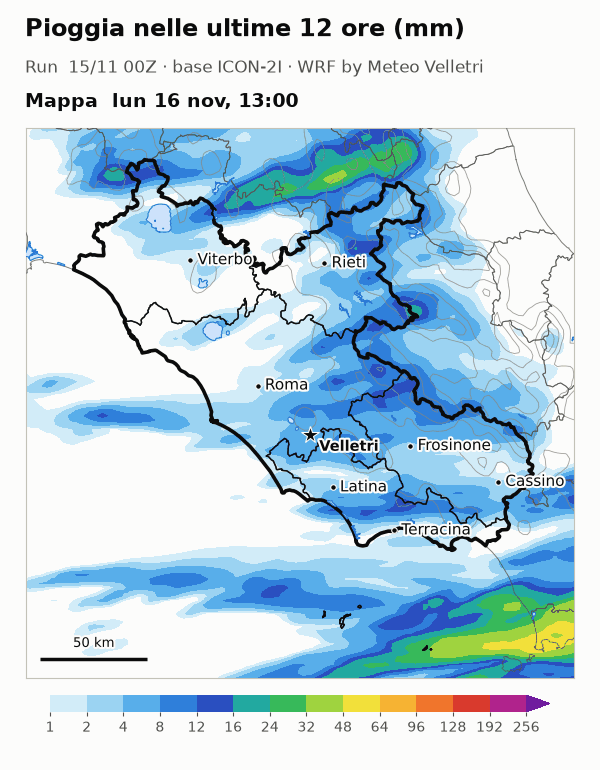 Pioggia nelle ultime 12 ore (mm)
Run 15/11 00Z · base ICON-2I · WRF by Meteo Velletri
Mappa lun 16 nov, 13:00
Viterbo
Rieti
Roma
Velletri
Frosinone
Cassino
Latina
Terracina
50 km
1 2 4 8 12 16 24 32 48 64 96 128 192 256